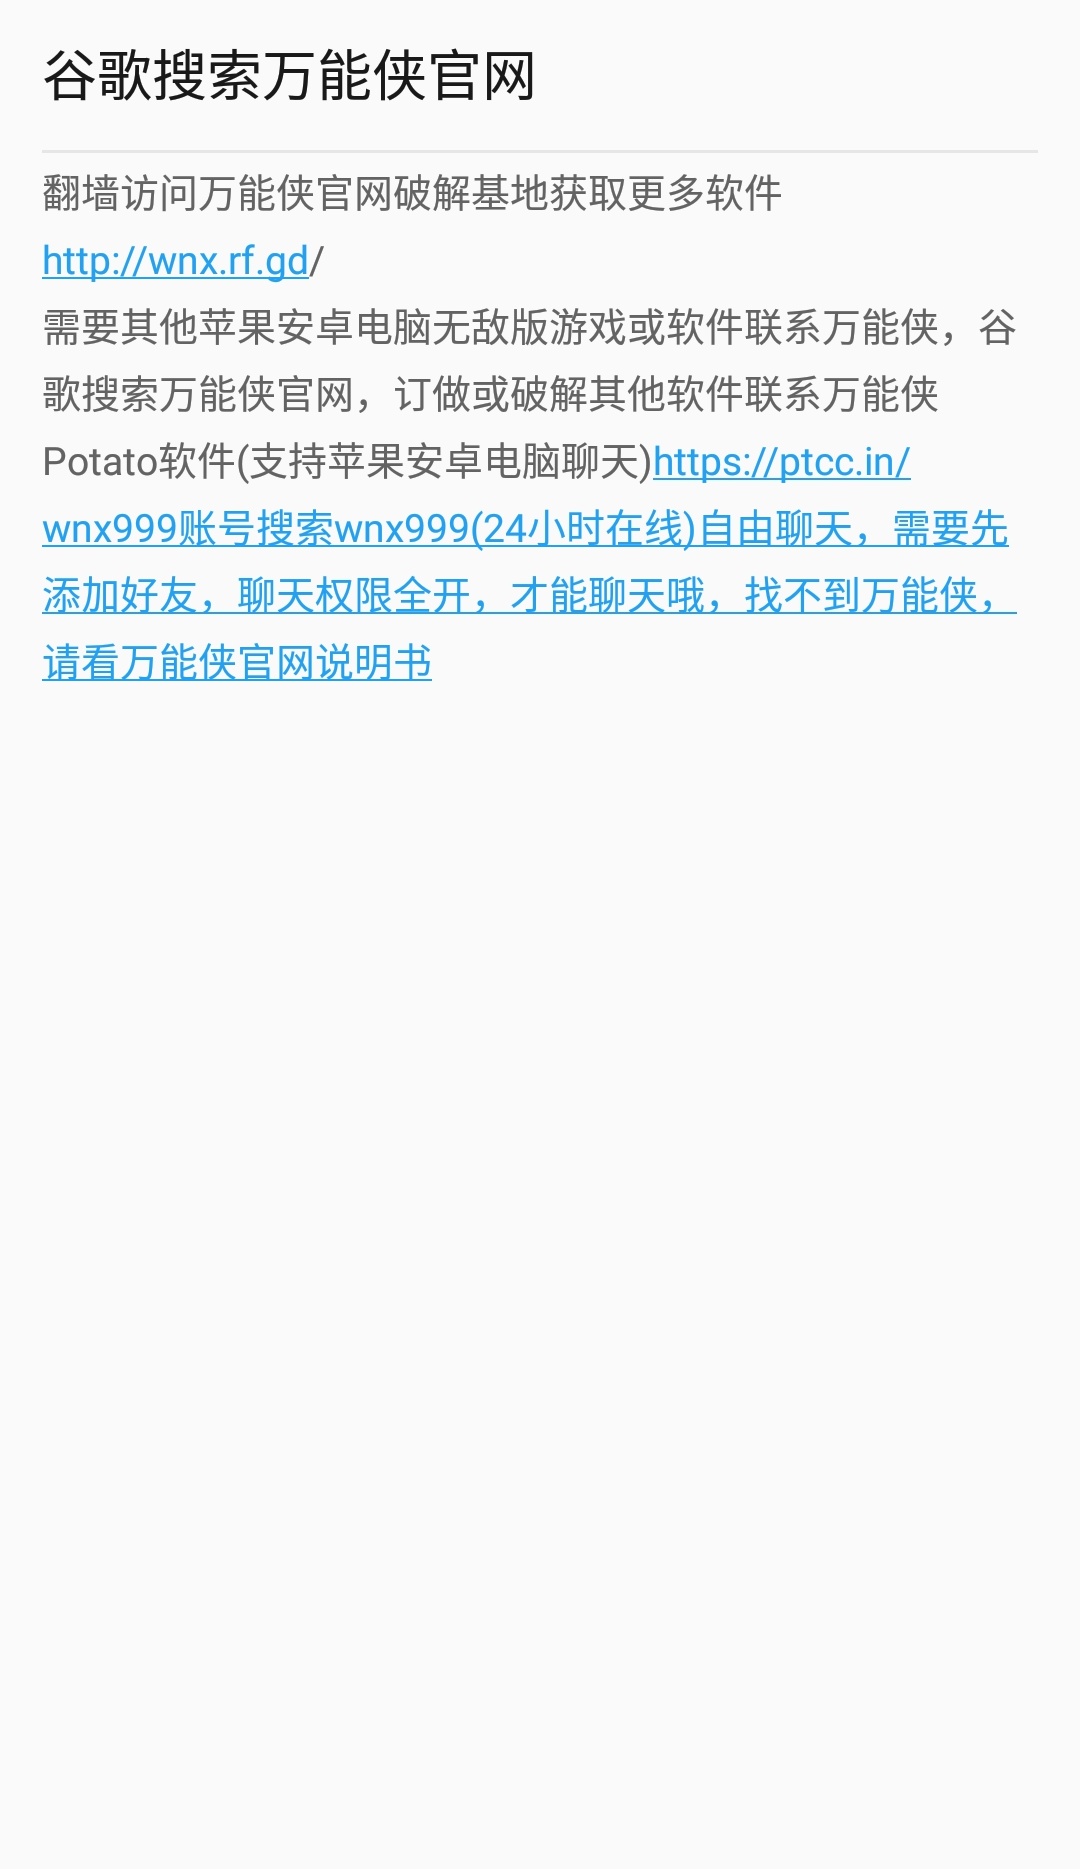 谷歌搜索万能侠官网
翻墙访问万能侠官网破解基地获取更多软件
http://wnx.rf.gd/
需要其他苹果安卓电脑无敌版游戏或软件联系万能侠，谷
歌搜索万能侠官网，订做或破解其他软件联系万能侠
Potato软件(支持苹果安卓电脑聊天)https://ptcc.in/
wnx999账号搜索wnx999(24小时在线)自由聊天，需要先
添加好友，聊天权限全开，才能聊天哦，找不到万能侠，
请看万能侠官网说明书